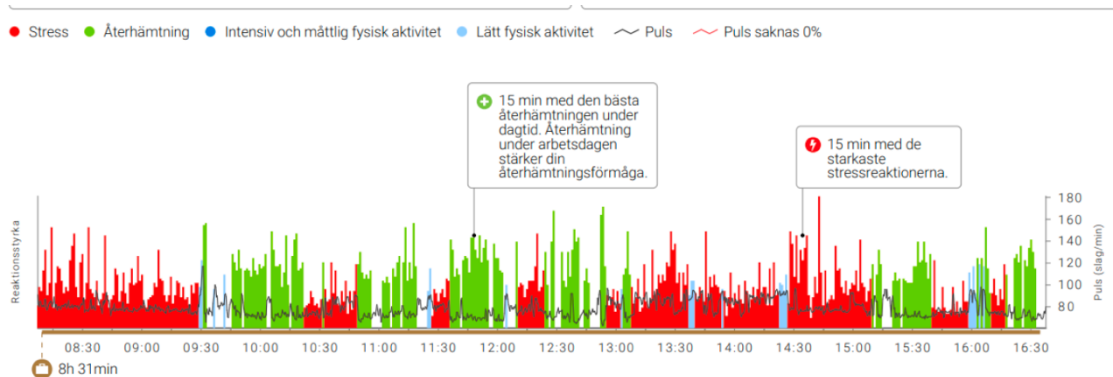 Stress
Återhämtning
Intensiv och måttlig fysisk aktivitet
Lätt fysisk aktivitet
Puls
Puls saknas 0%
15 min med den bästa
återhämtningen under
dagtid. Återhämtning
under arbetsdagen
stärker din
återhämtningsförmåga.
15 min med de
starkaste
stressreaktionerna.
Reaktionsstyrka
180
160
140
120
100
80
Puls (slag/min)
08:30
09:00
09:30
10:00
10:30
11:00
11:30
12:00
12:30
13:00
13:30
14:00
14:30
15:00
15:30
16:00
16:30
8h 31min